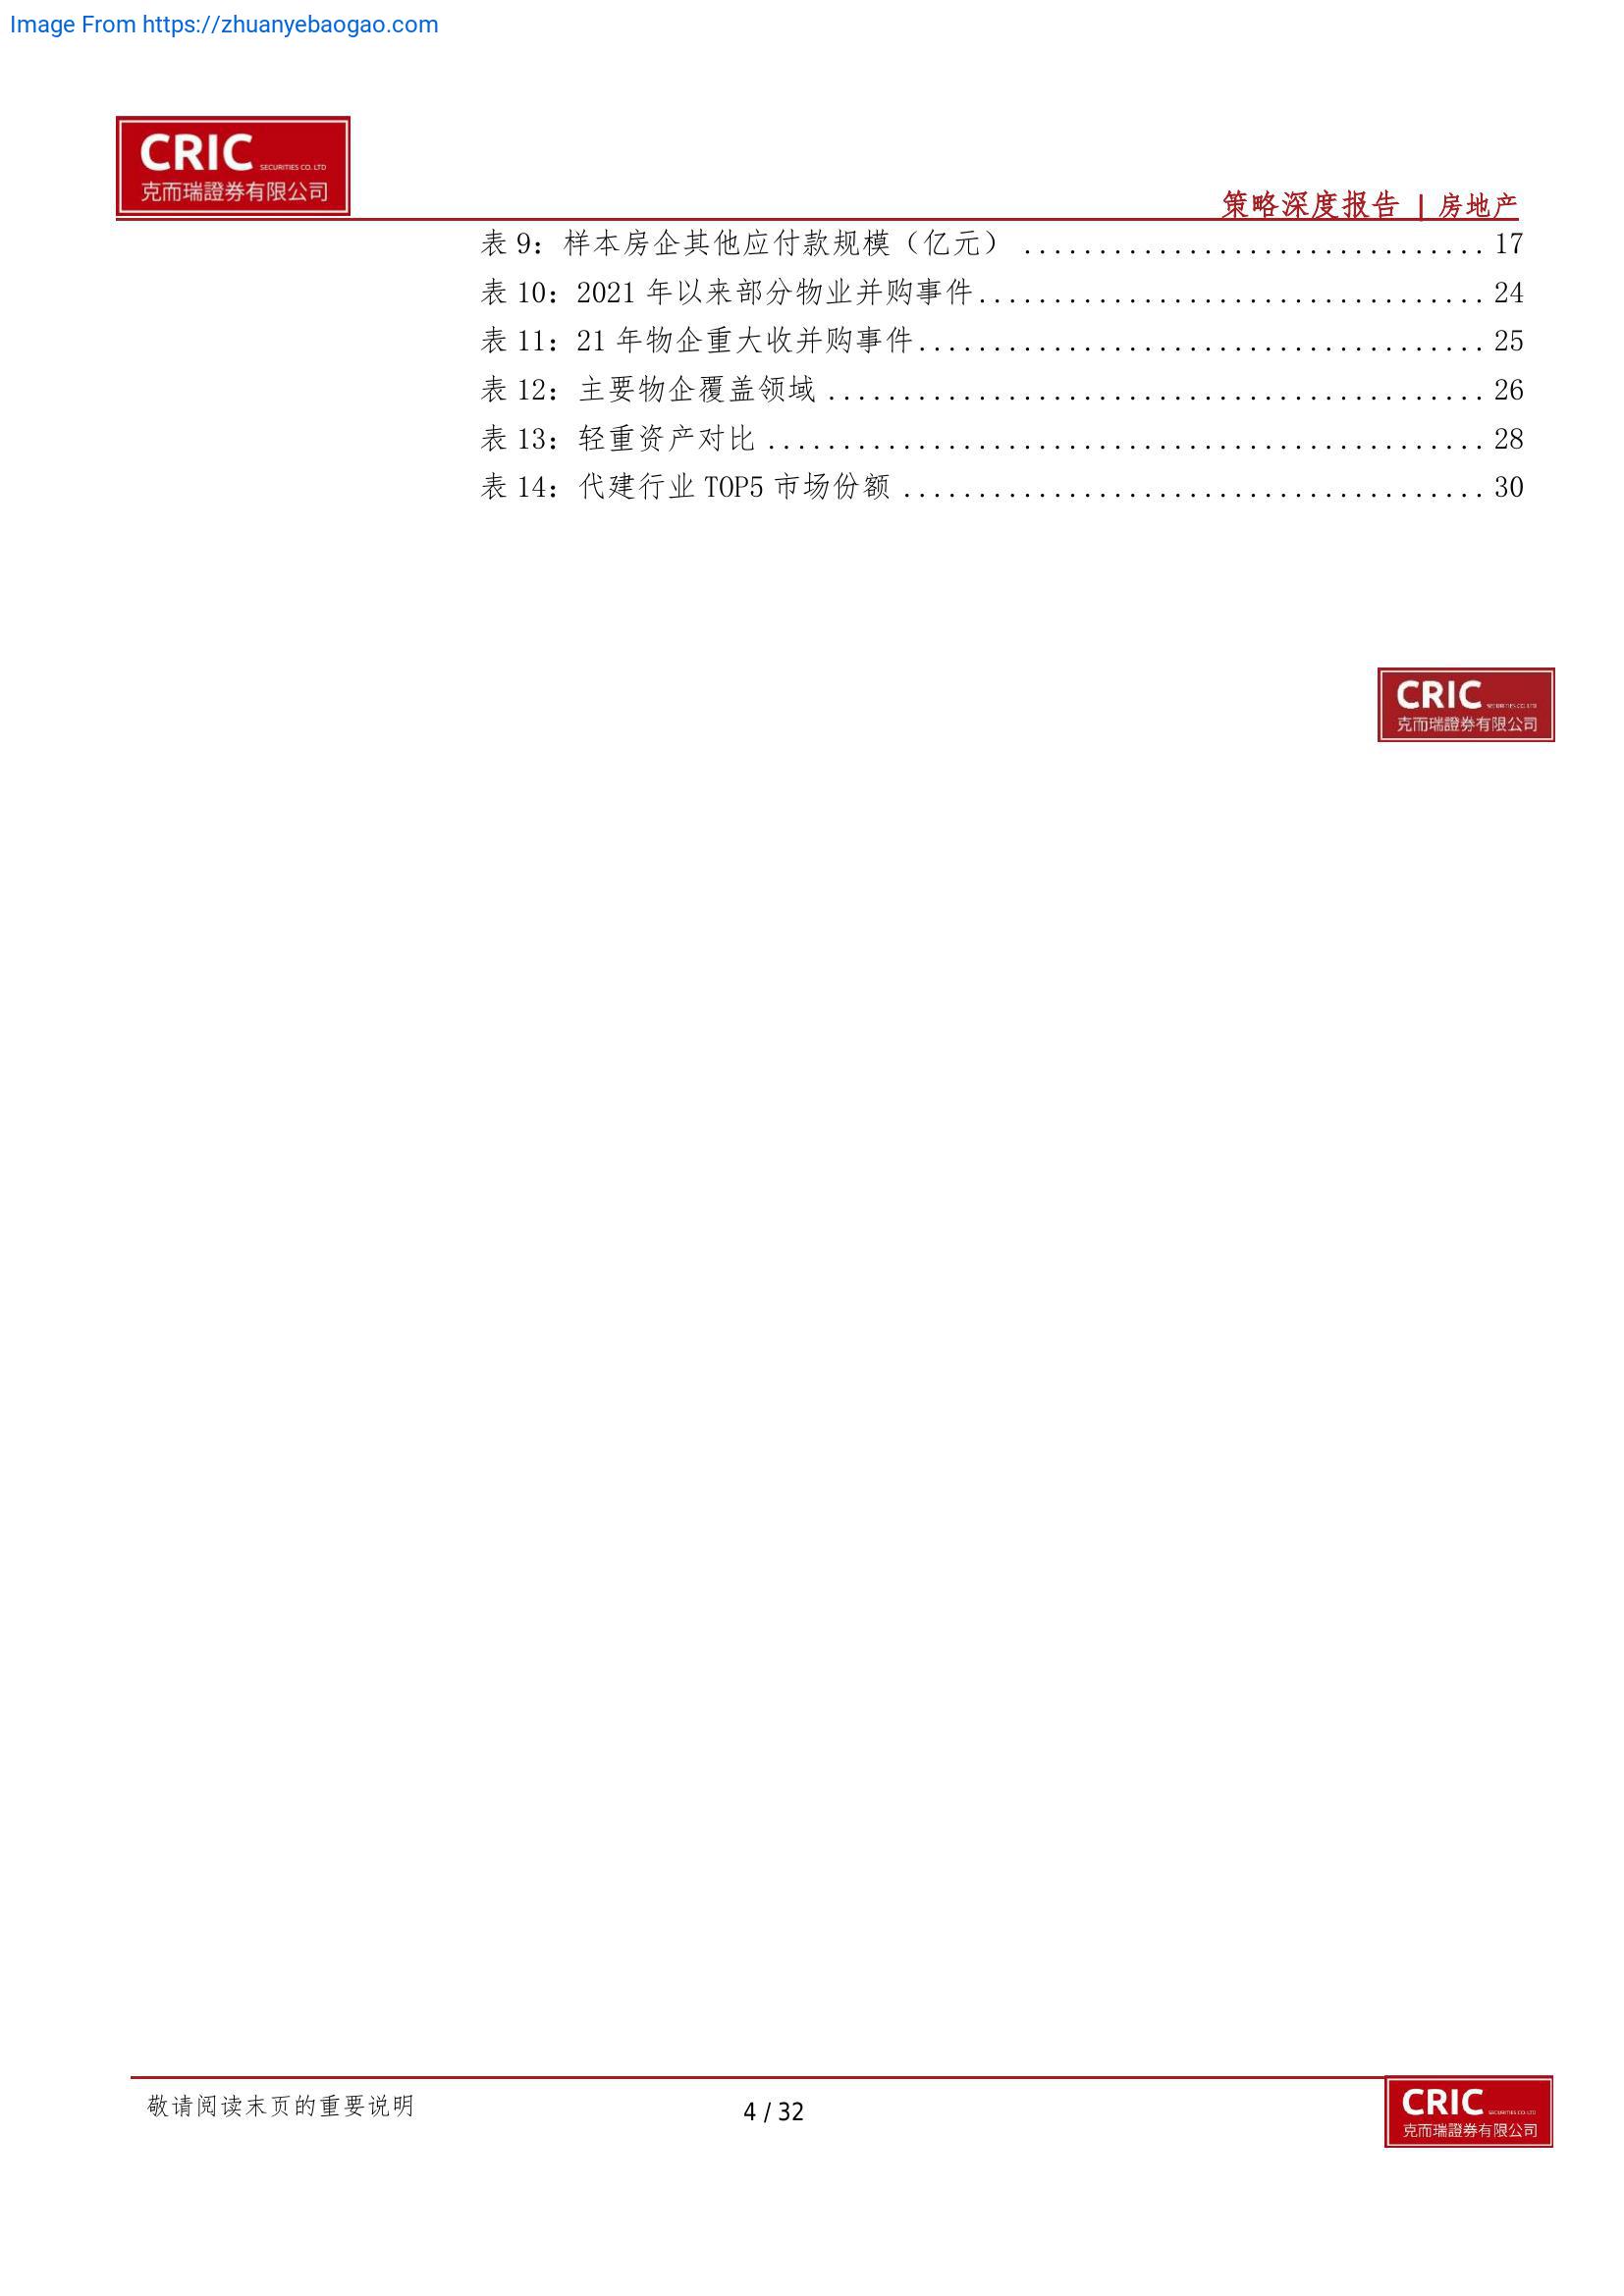 Image From https://zhuanyebaogao.com
CRIC SECURITIES CO. LTD
克而瑞證券有限公司
策略深度报告 | 房地产
表 9：样本房企其他应付款规模（亿元） ............................... 17
表 10：2021 年以来部分物业并购事件.................................. 24
表 11：21 年物企重大收并购事件...................................... 25
表 12：主要物企覆盖领域 ............................................ 26
表 13：轻重资产对比 ................................................ 28
表 14：代建行业 TOP5 市场份额 ....................................... 30
CRIC SECURITIES CO. LTD
克而瑞證券有限公司
敬请阅读末页的重要说明
4 / 32
CRIC SECURITIES CO. LTD
克而瑞證券有限公司